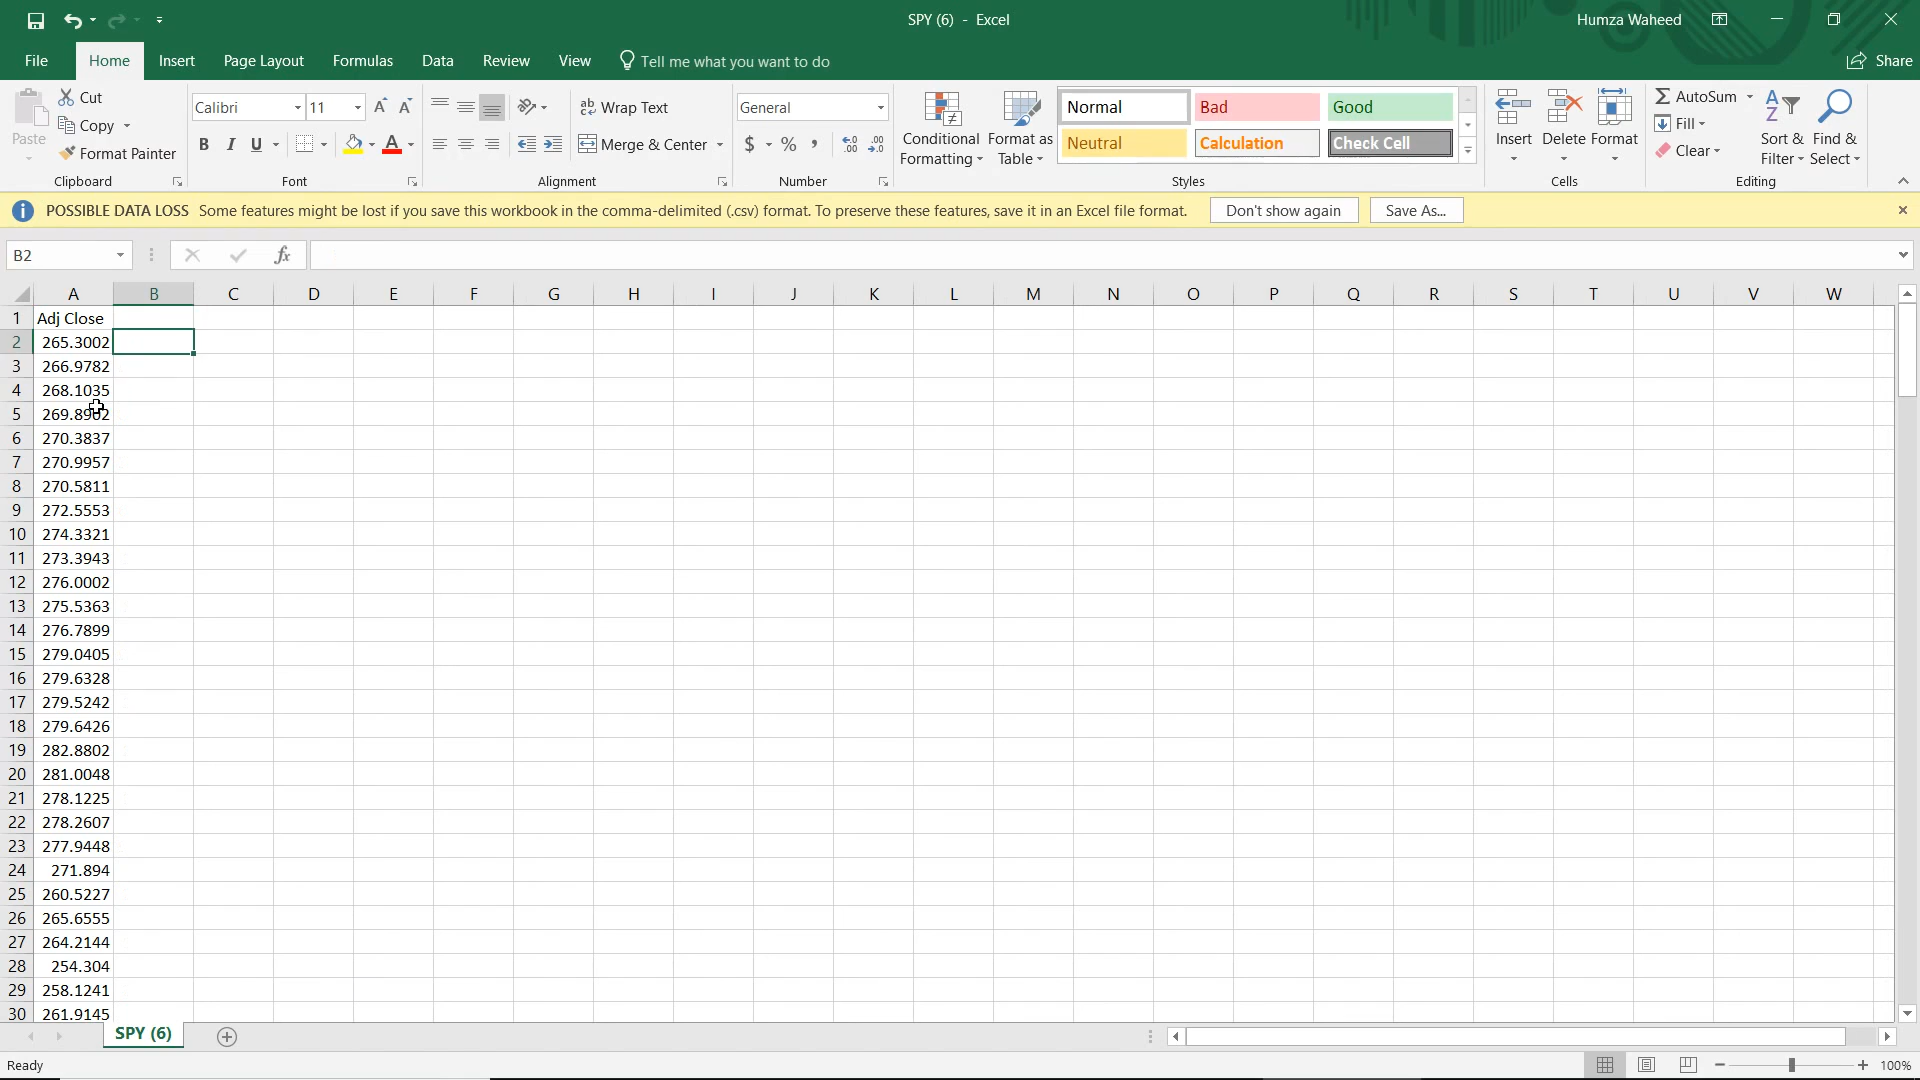 SPY (6) - Excel
Humza Waheed
File Home Insert Page Layout Formulas Data Review View Tell me what you want to do
Share
Paste
Cut
Copy
Format Painter
Clipboard
Calibri 11 A A
B I U A
Font
Wrap Text
Merge & Center
Alignment
General
$ % ,
Number
Conditional Formatting
Format as Table
Normal Bad Good
Neutral Calculation Check Cell
Styles
Insert Delete Format
Cells
AutoSum
Fill
Clear
Sort & Filter
Find & Select
Editing
POSSIBLE DATA LOSS Some features might be lost if you save this workbook in the comma-delimited (.csv) format. To preserve these features, save it in an Excel file format. Don't show again Save As...
B2 fx
A B C D E F G H I J K L M N O P Q R S T U V W
1 Adj Close
2 265.3002
3 266.9782
4 268.1035
5 269.8902
6 270.3837
7 270.9957
8 270.5811
9 272.5553
10 274.3321
11 273.3943
12 276.0002
13 275.5363
14 276.7899
15 279.0405
16 279.6328
17 279.5242
18 279.6426
19 282.8802
20 281.0048
21 278.1225
22 278.2607
23 277.9448
24 271.894
25 260.5227
26 265.6555
27 264.2144
28 254.304
29 258.1241
30 261.9145
SPY (6)
Ready
100%